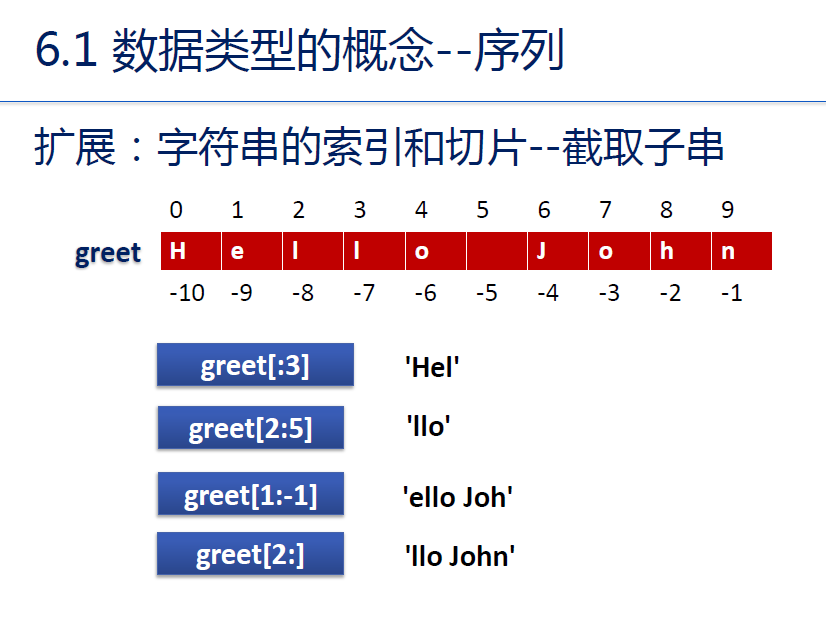 6.1 数据类型的概念--序列
扩展：字符串的索引和切片--截取子串
0 1 2 3 4 5 6 7 8 9
greet H e l l o J o h n
-10 -9 -8 -7 -6 -5 -4 -3 -2 -1
greet[:3] 'Hel'
greet[2:5] 'llo'
greet[1:-1] 'ello Joh'
greet[2:] 'llo John'